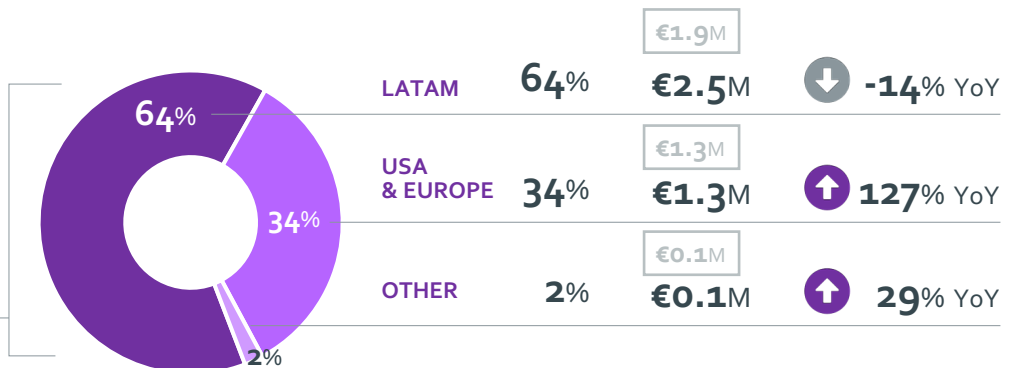 64%
34%
2%
€1.9M
LATAM 64% €2.5M -14% YoY
€1.3M
USA
& EUROPE 34% €1.3M 127% YoY
€0.1M
OTHER 2% €0.1M 29% YoY